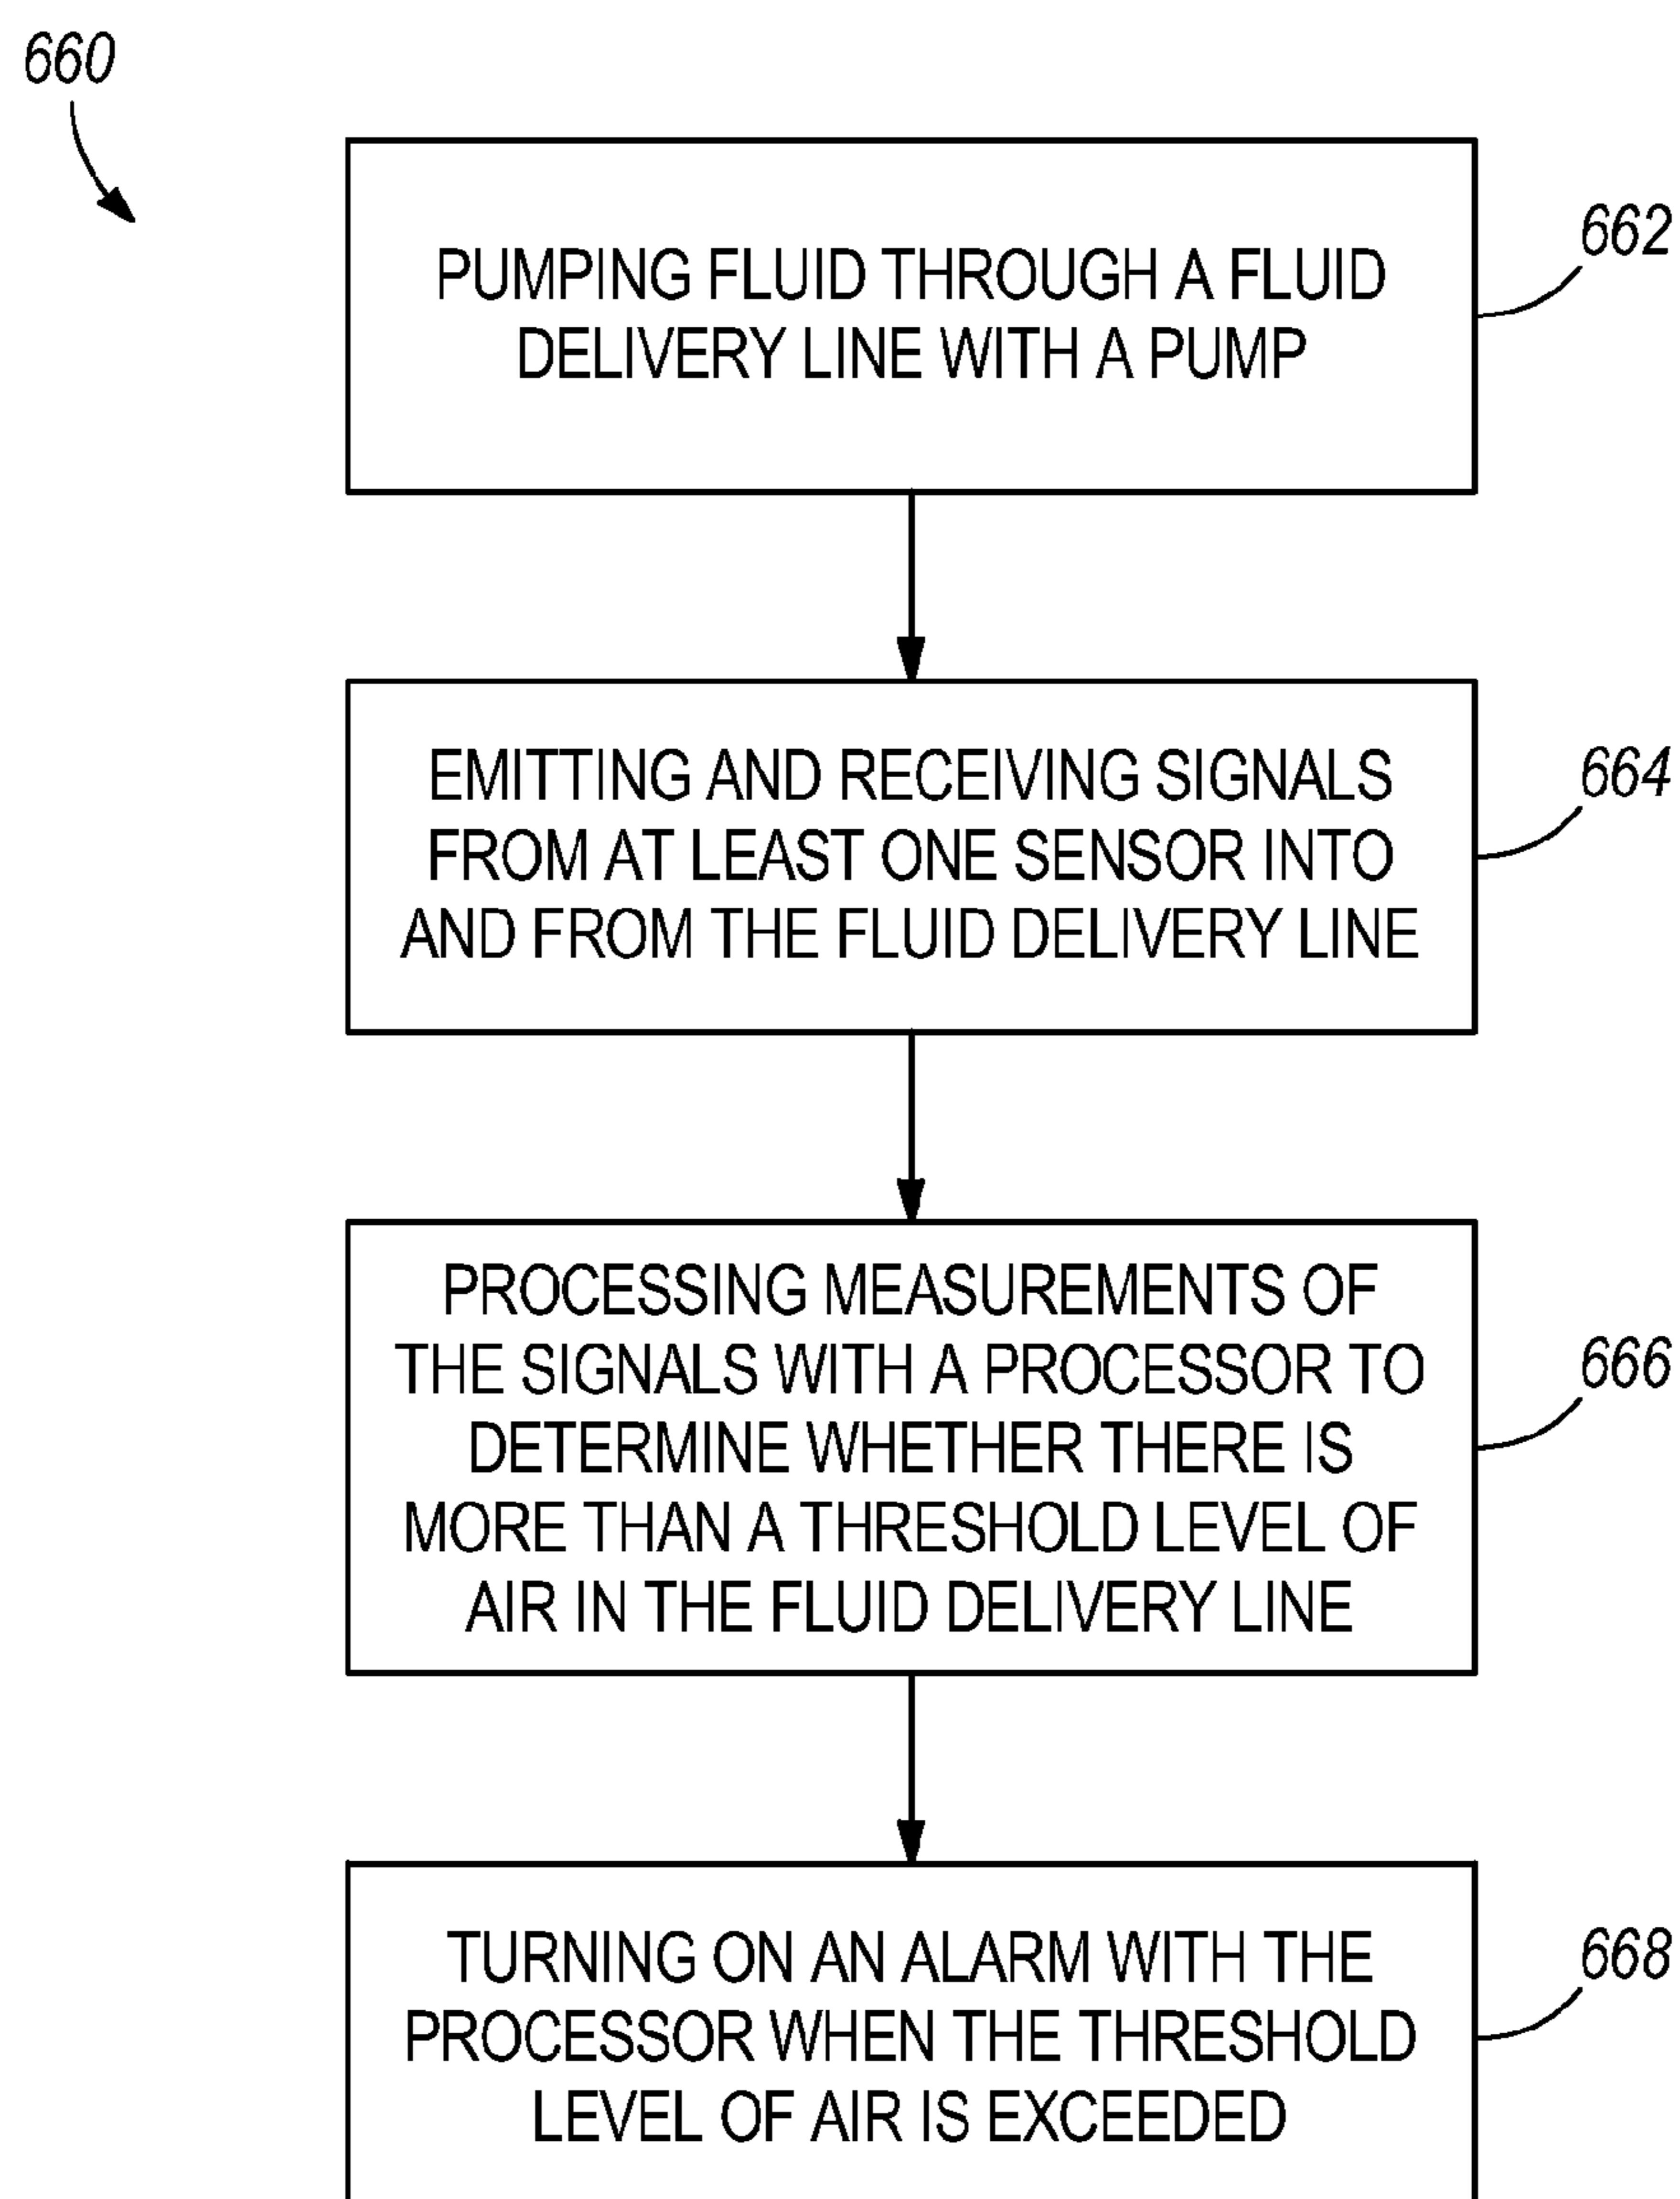 660
PUMPING FLUID THROUGH A FLUID
DELIVERY LINE WITH A PUMP
662
EMITTING AND RECEIVING SIGNALS
FROM AT LEAST ONE SENSOR INTO
AND FROM THE FLUID DELIVERY LINE
664
PROCESSING MEASUREMENTS OF
THE SIGNALS WITH A PROCESSOR TO
DETERMINE WHETHER THERE IS
MORE THAN A THRESHOLD LEVEL OF
AIR IN THE FLUID DELIVERY LINE
666
TURNING ON AN ALARM WITH THE
PROCESSOR WHEN THE THRESHOLD
LEVEL OF AIR IS EXCEEDED
668